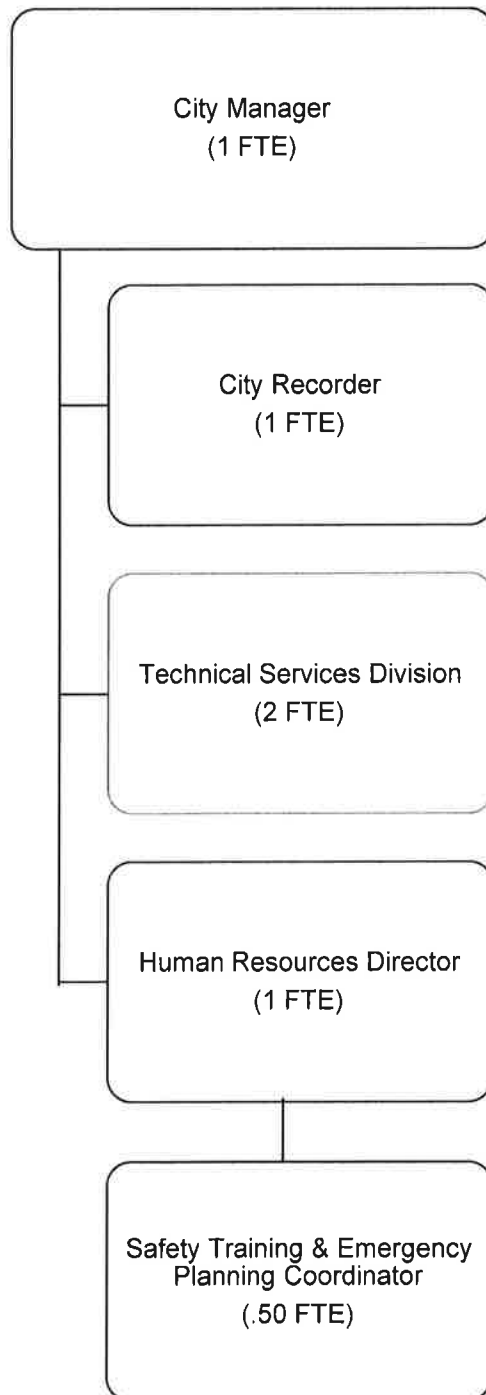 City Manager
(1 FTE)
City Recorder
(1 FTE)
Technical Services Division
(2 FTE)
Human Resources Director
(1 FTE)
Safety Training & Emergency
Planning Coordinator
(.50 FTE)